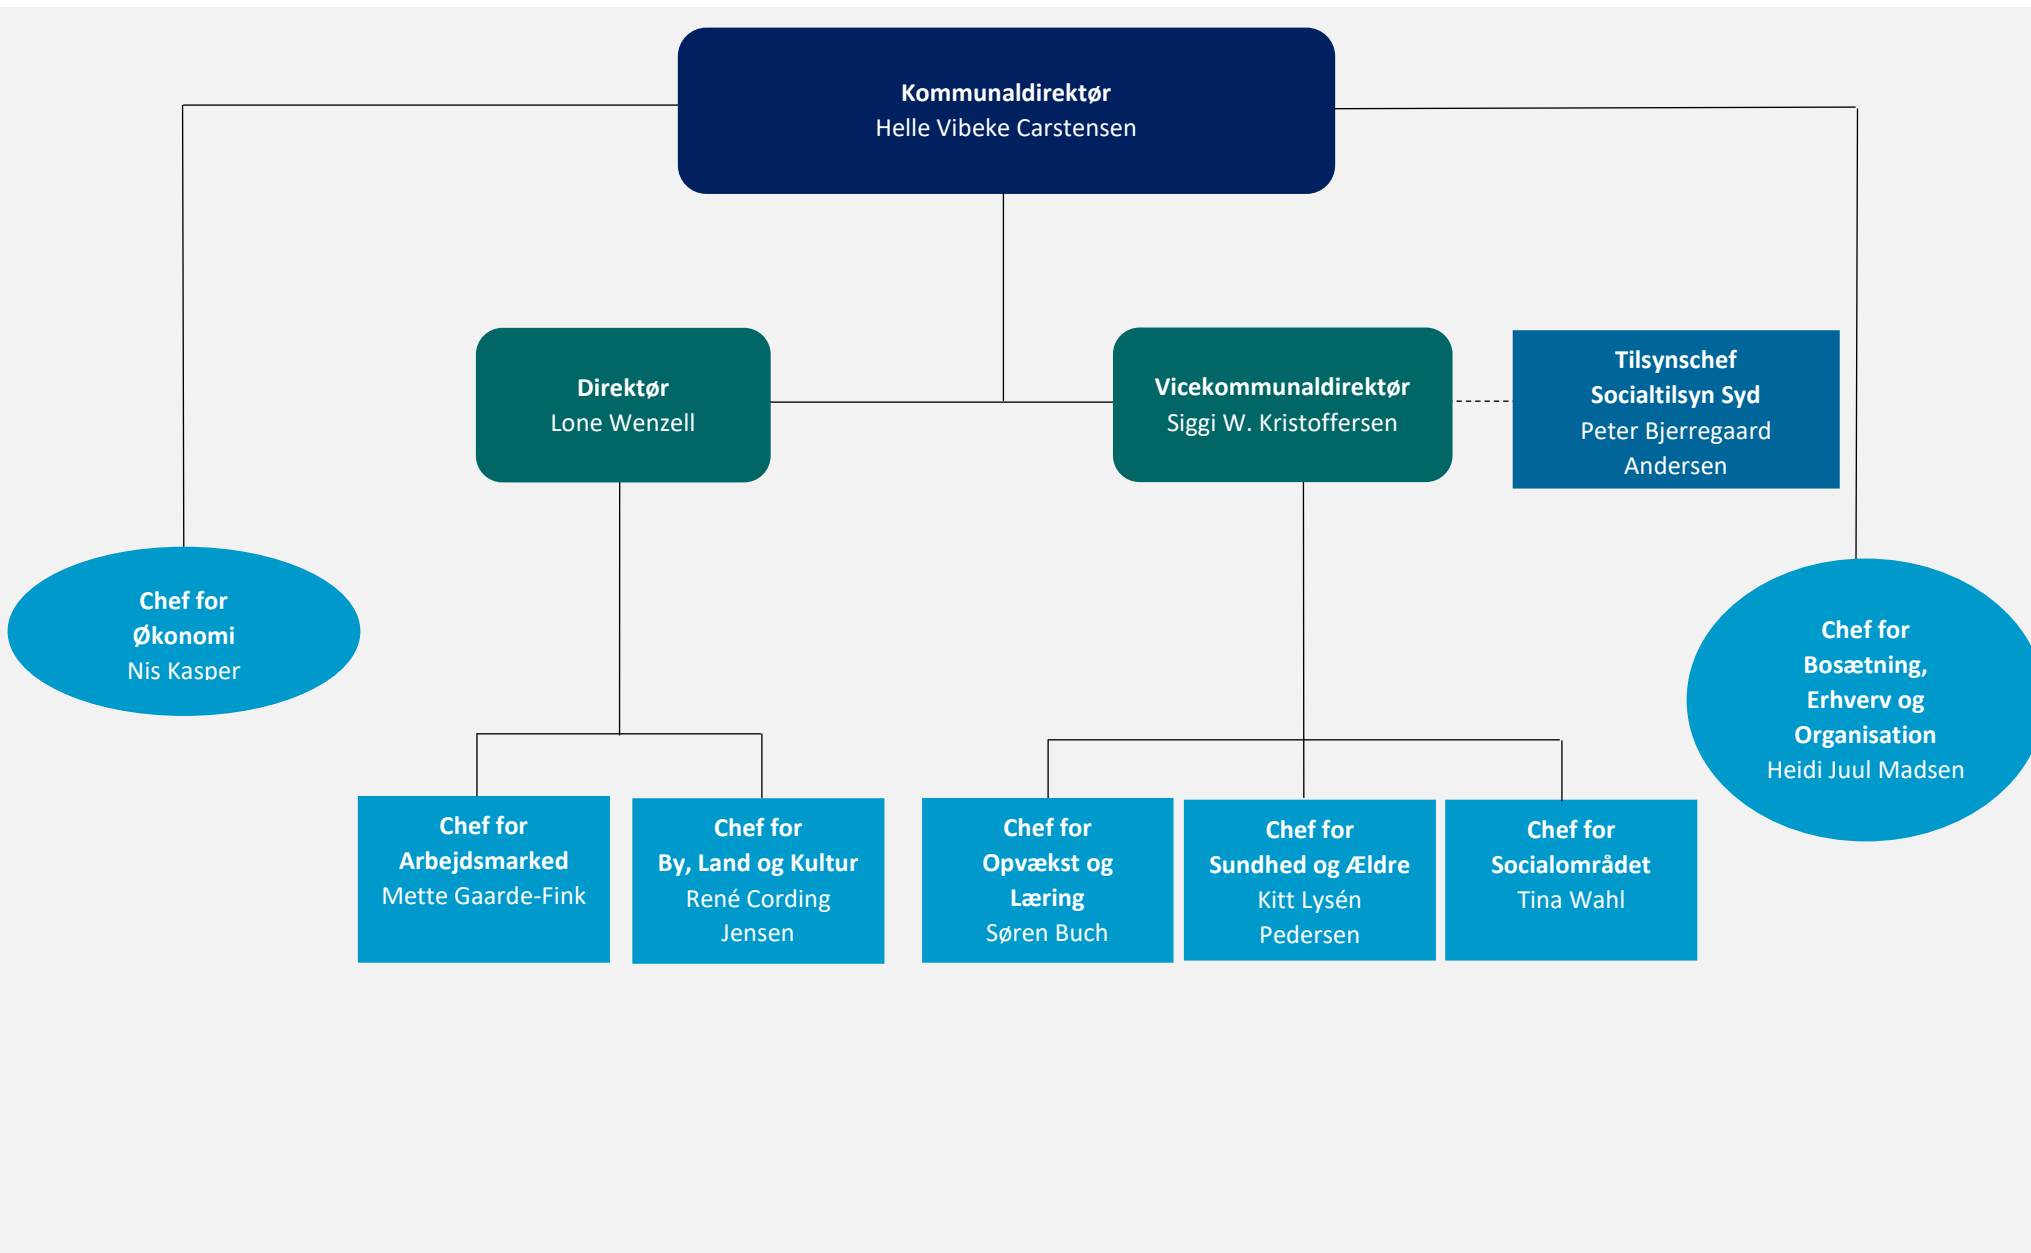 Kommunaldirektør
Helle Vibeke Carstensen
Direktør
Lone Wenzell
Vicekommunaldirektør
Siggi W. Kristoffersen
Tilsynschef
Socialtilsyn Syd
Peter Bjerregaard
Andersen
Chef for
Økonomi
Nis Kasper
Chef for
Bosætning,
Erhverv og
Organisation
Heidi Juul Madsen
Chef for
Arbejdsmarked
Mette Gaarde-Fink
Chef for
By, Land og Kultur
René Cording
Jensen
Chef for
Opvækst og
Læring
Søren Buch
Chef for
Sundhed og Ældre
Kitt Lysén
Pedersen
Chef for
Socialområdet
Tina Wahl